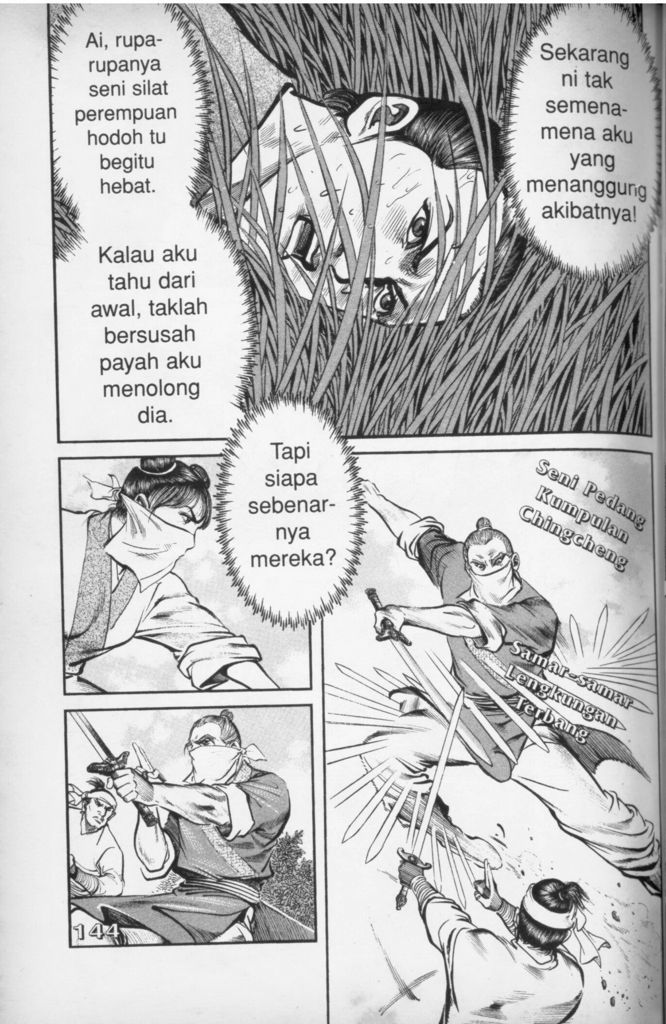 Ai, rupa-
rupanya
seni silat
perempuan
hodoh tu
begitu
hebat.
Kalau aku
tahu dari
awal, taklah
bersusah
payah aku
menolong
dia.
Sekarang
ni tak
semena-
mena aku
yang
menanggung
akibatnya!
Tapi
siapa
sebenar-
nya
mereka?
Seni Pedang
Kumpulan
Chingcheng
Samar-samar
Lengkungan
Terbang
144